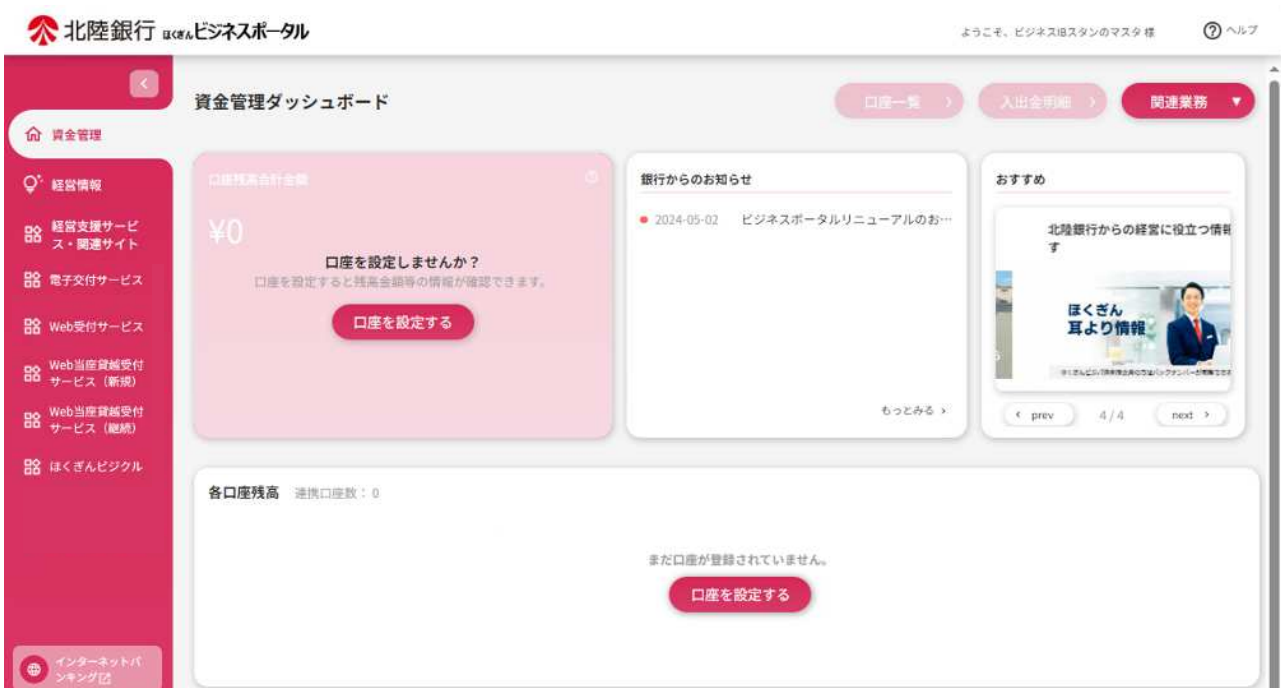 北陸銀行 ほくぎんビジネスポータル
ようこそ、ビジネスIBスタンのマスタ 様
ヘルプ
資金管理
経営情報
経営支援サービ
ス・関連サイト
電子交付サービス
Web受付サービス
Web当座貸越受付
サービス（新規）
Web当座貸越受付
サービス（継続）
ほくぎんビジクル
インターネットバ
ンキング
資金管理ダッシュボード
口座一覧
入出金明細
関連業務 ▼
口座残高合計金額
¥0
口座を設定しませんか？
口座を設定すると残高金額等の情報が確認できます。
口座を設定する
銀行からのお知らせ
2024-05-02 ビジネスポータルリニューアルのお…
もっとみる ›
おすすめ
北陸銀行からの経営に役立つ情報
す
ほくぎん
耳より情報
‹ prev
4/4
next ›
各口座残高 連携口座数：0
まだ口座が登録されていません。
口座を設定する